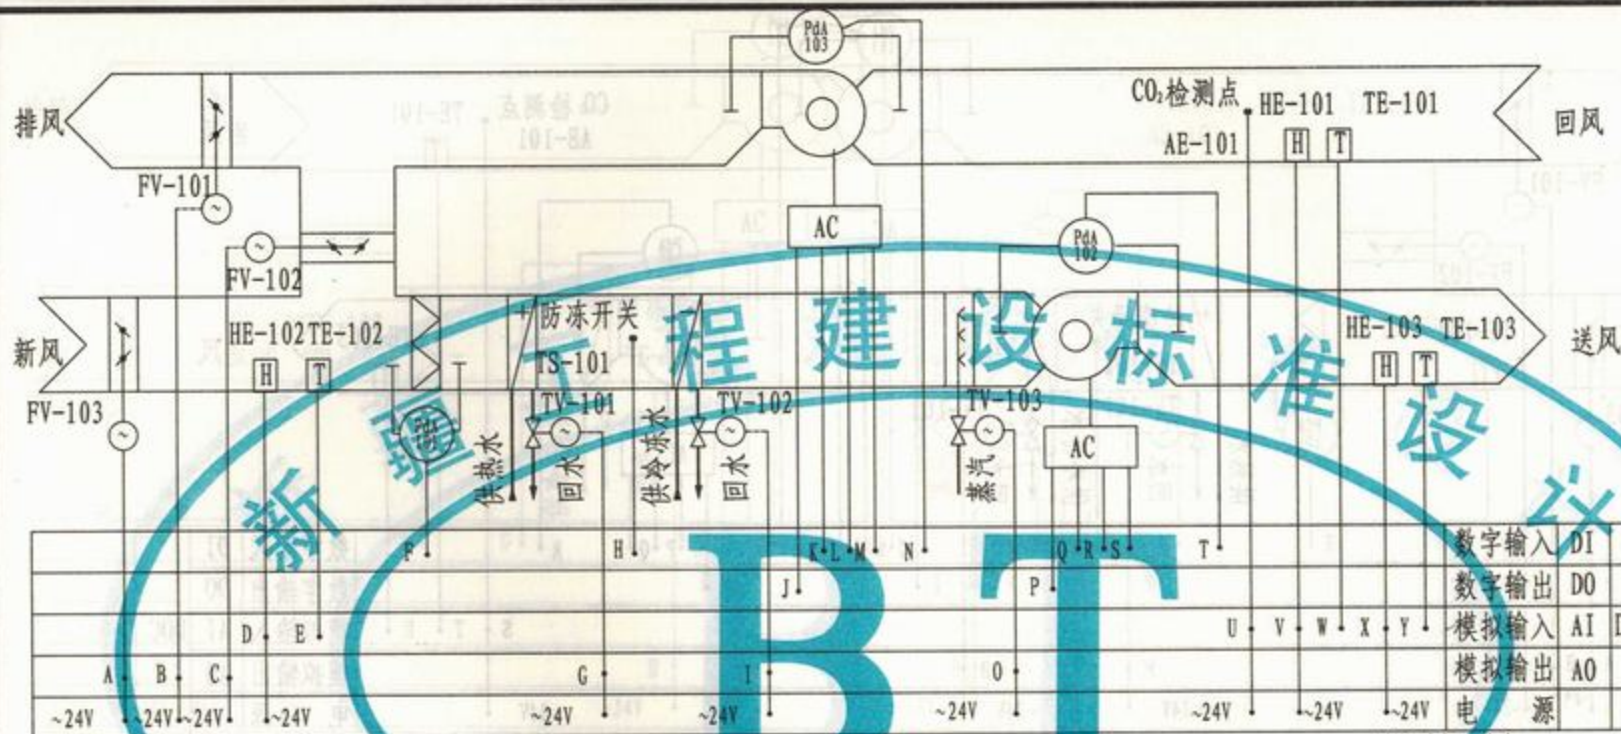 PdA 103
排风
CO₂检测点 HE-101 TE-101
AE-101
H T
回风
FV-101
~
AC
FV-102
~
PdA 102
新风
HE-102 TE-102
H T
防冻开关
TS-101
HE-103 TE-103
H T
送风
FV-103
~
TV-101
~
TV-102
~
TV-103
~
AC
供热水
回水
供冷冻水
回水
蒸汽
新疆工程建设标准设计
BT
F H K L M N Q R S T 数字输入 DI
J P 数字输出 DO
D E U V W X Y 模拟输入 AI
A B C G I O 模拟输出 AO
~24V ~24V ~24V ~24V ~24V ~24V ~24V ~24V ~24V ~24V 电源